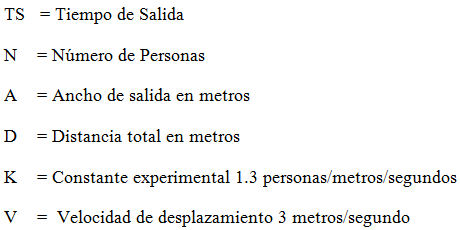 TS = Tiempo de Salida
N = Número de Personas
A = Ancho de salida en metros
D = Distancia total en metros
K = Constante experimental 1.3 personas/metros/segundos
V = Velocidad de desplazamiento 3 metros/segundo